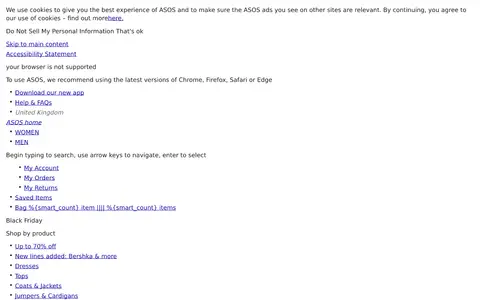 We use cookies to give you the best experience of ASOS and to make sure the ASOS ads you see on other sites are relevant. By continuing, you agree to
our use of cookies – find out morehere.
Do Not Sell My Personal Information That's ok
Skip to main content
Accessibility Statement
your browser is not supported
To use ASOS, we recommend using the latest versions of Chrome, Firefox, Safari or Edge
• Download our new app
• Help & FAQs
• United Kingdom
ASOS home
• WOMEN
• MEN
Begin typing to search, use arrow keys to navigate, enter to select
• My Account
• My Orders
• My Returns
• Saved Items
• Bag %{smart_count} item |||| %{smart_count} items
Black Friday
Shop by product
• Up to 70% off
• New lines added: Bershka & more
• Dresses
• Tops
• Coats & Jackets
• Jumpers & Cardigans